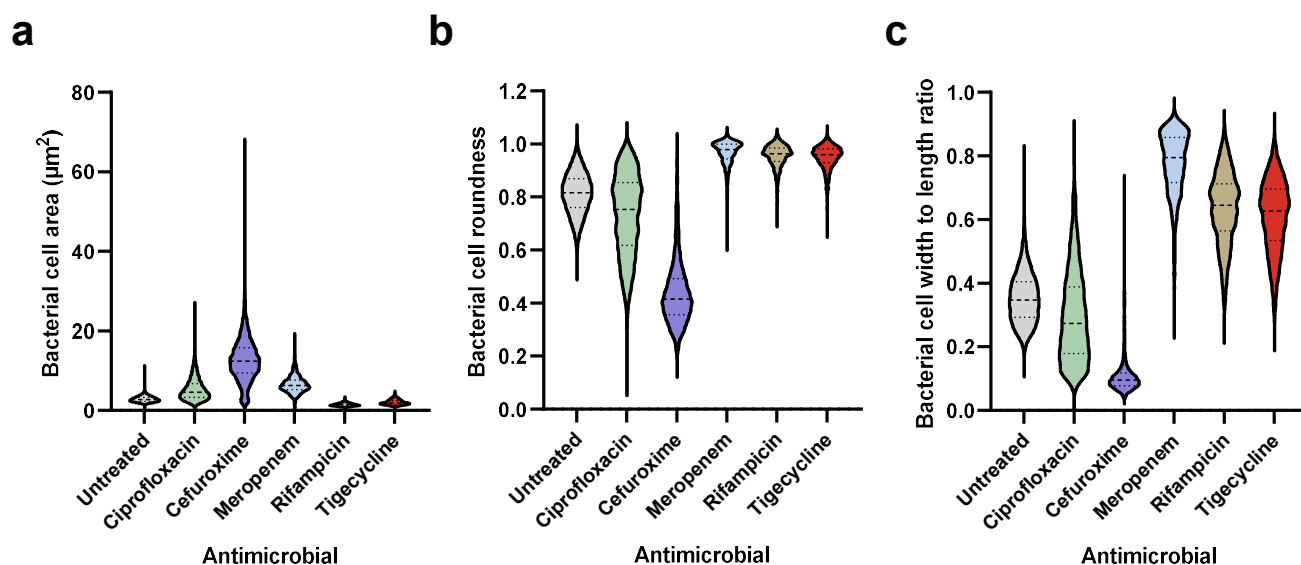 a
Bacterial cell area (µm²)
80
60
40
20
0
Untreated
Ciprofloxacin
Cefuroxime
Meropenem
Rifampicin
Tigecycline
Antimicrobial
b
Bacterial cell roundness
1.2
1.0
0.8
0.6
0.4
0.2
0.0
Untreated
Ciprofloxacin
Cefuroxime
Meropenem
Rifampicin
Tigecycline
Antimicrobial
c
Bacterial cell width to length ratio
1.0
0.8
0.6
0.4
0.2
0.0
Untreated
Ciprofloxacin
Cefuroxime
Meropenem
Rifampicin
Tigecycline
Antimicrobial